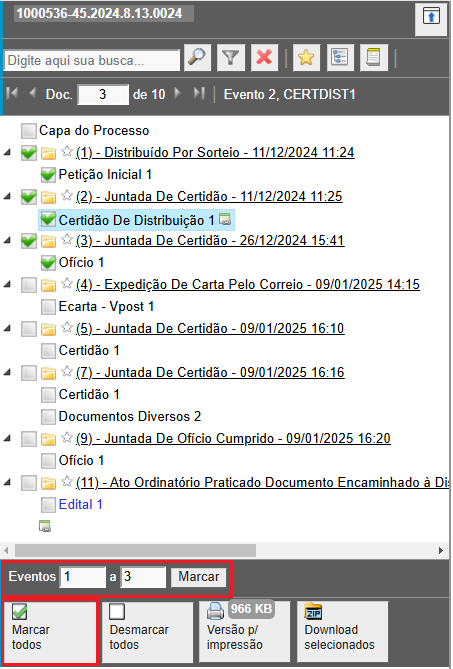 1000536-45.2024.8.13.0024
Digite aqui sua busca...
Doc. 3 de 10 Evento 2, CERTDIST1
Capa do Processo
(1) - Distribuído Por Sorteio - 11/12/2024 11:24
Petição Inicial 1
(2) - Juntada De Certidão - 11/12/2024 11:25
Certidão De Distribuição 1
(3) - Juntada De Certidão - 26/12/2024 15:41
Ofício 1
(4) - Expedição De Carta Pelo Correio - 09/01/2025 14:15
Ecarta - Vpost 1
(5) - Juntada De Certidão - 09/01/2025 16:10
Certidão 1
(7) - Juntada De Certidão - 09/01/2025 16:16
Certidão 1
Documentos Diversos 2
(9) - Juntada De Ofício Cumprido - 09/01/2025 16:20
Ofício 1
(11) - Ato Ordinatório Praticado Documento Encaminhado à Dis
Edital 1
Eventos 1 a 3 Marcar
Marcar
todos
Desmarcar
todos
966 KB
Versão p/
impressão
ZIP
Download
selecionados